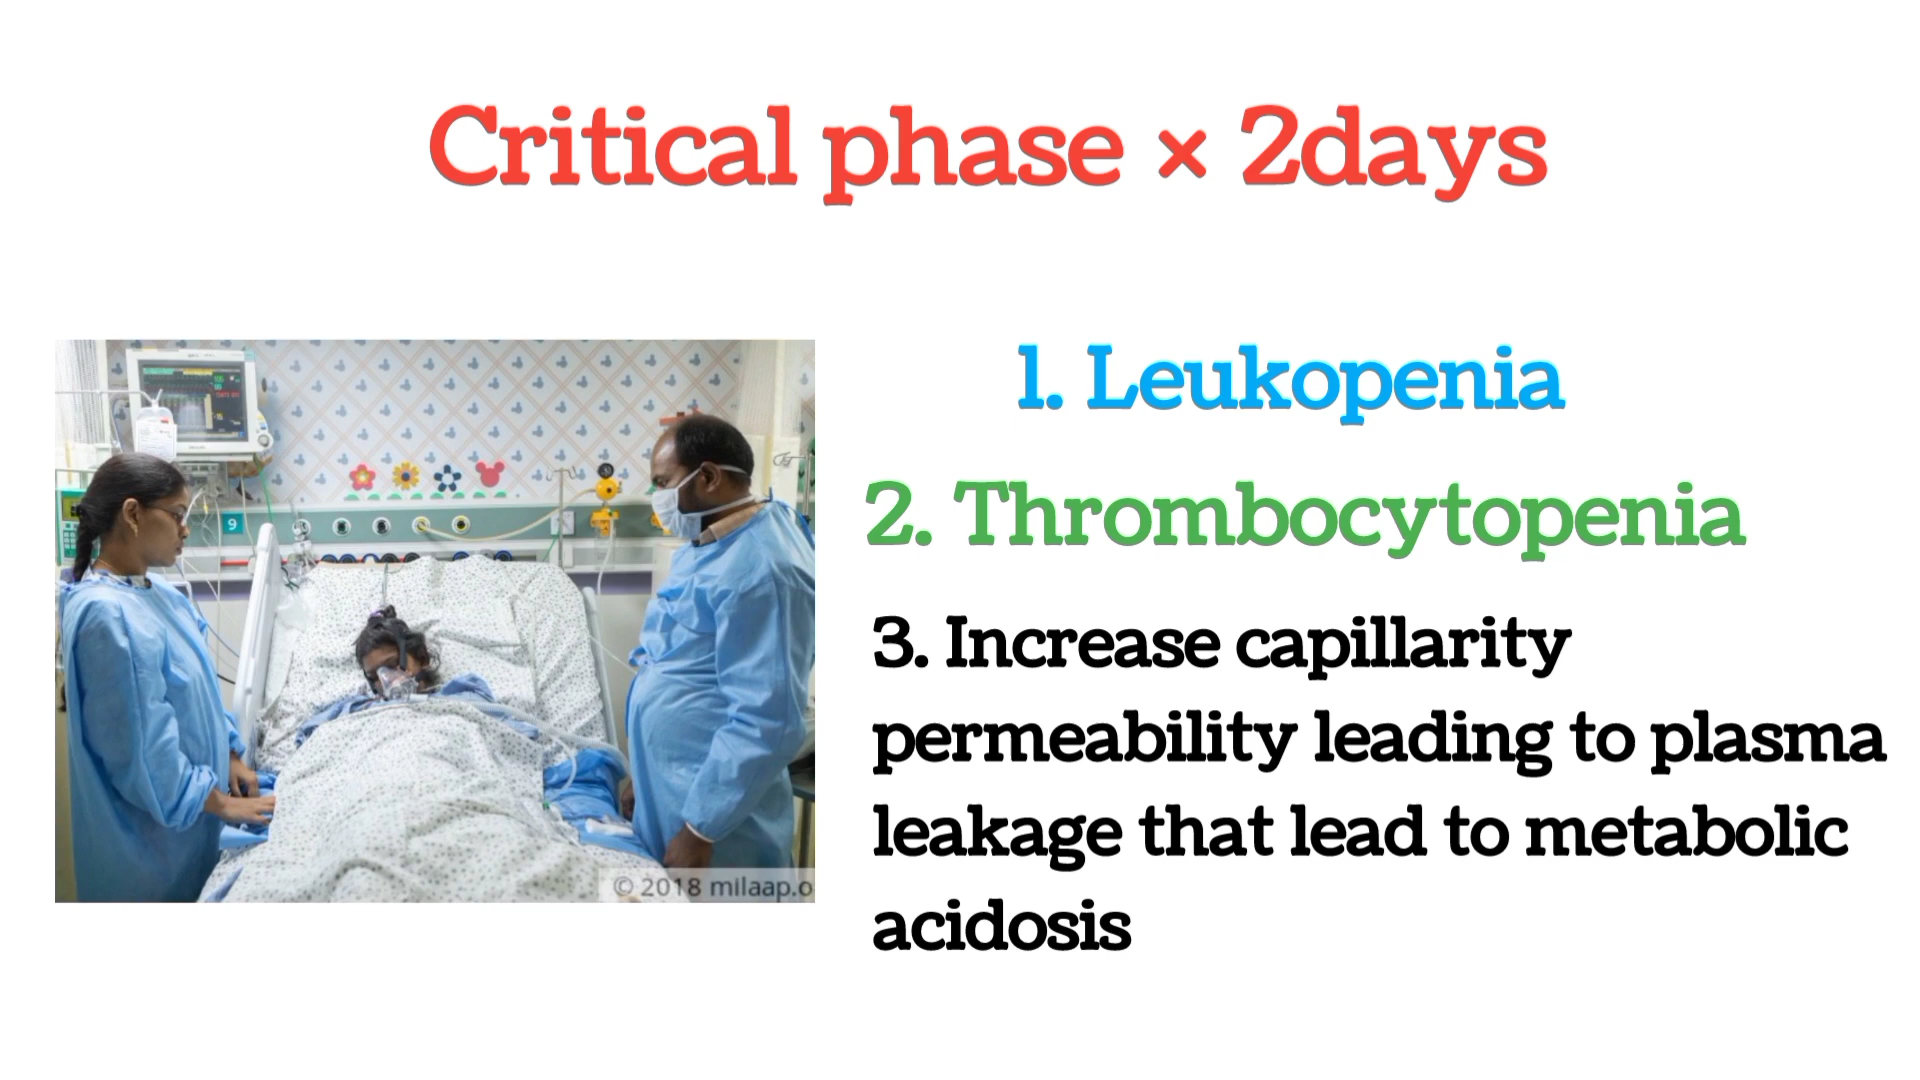 Critical phase × 2days
1. Leukopenia
2. Thrombocytopenia
3. Increase capillarity
permeability leading to plasma
leakage that lead to metabolic
acidosis
9
© 2018 milaap.o